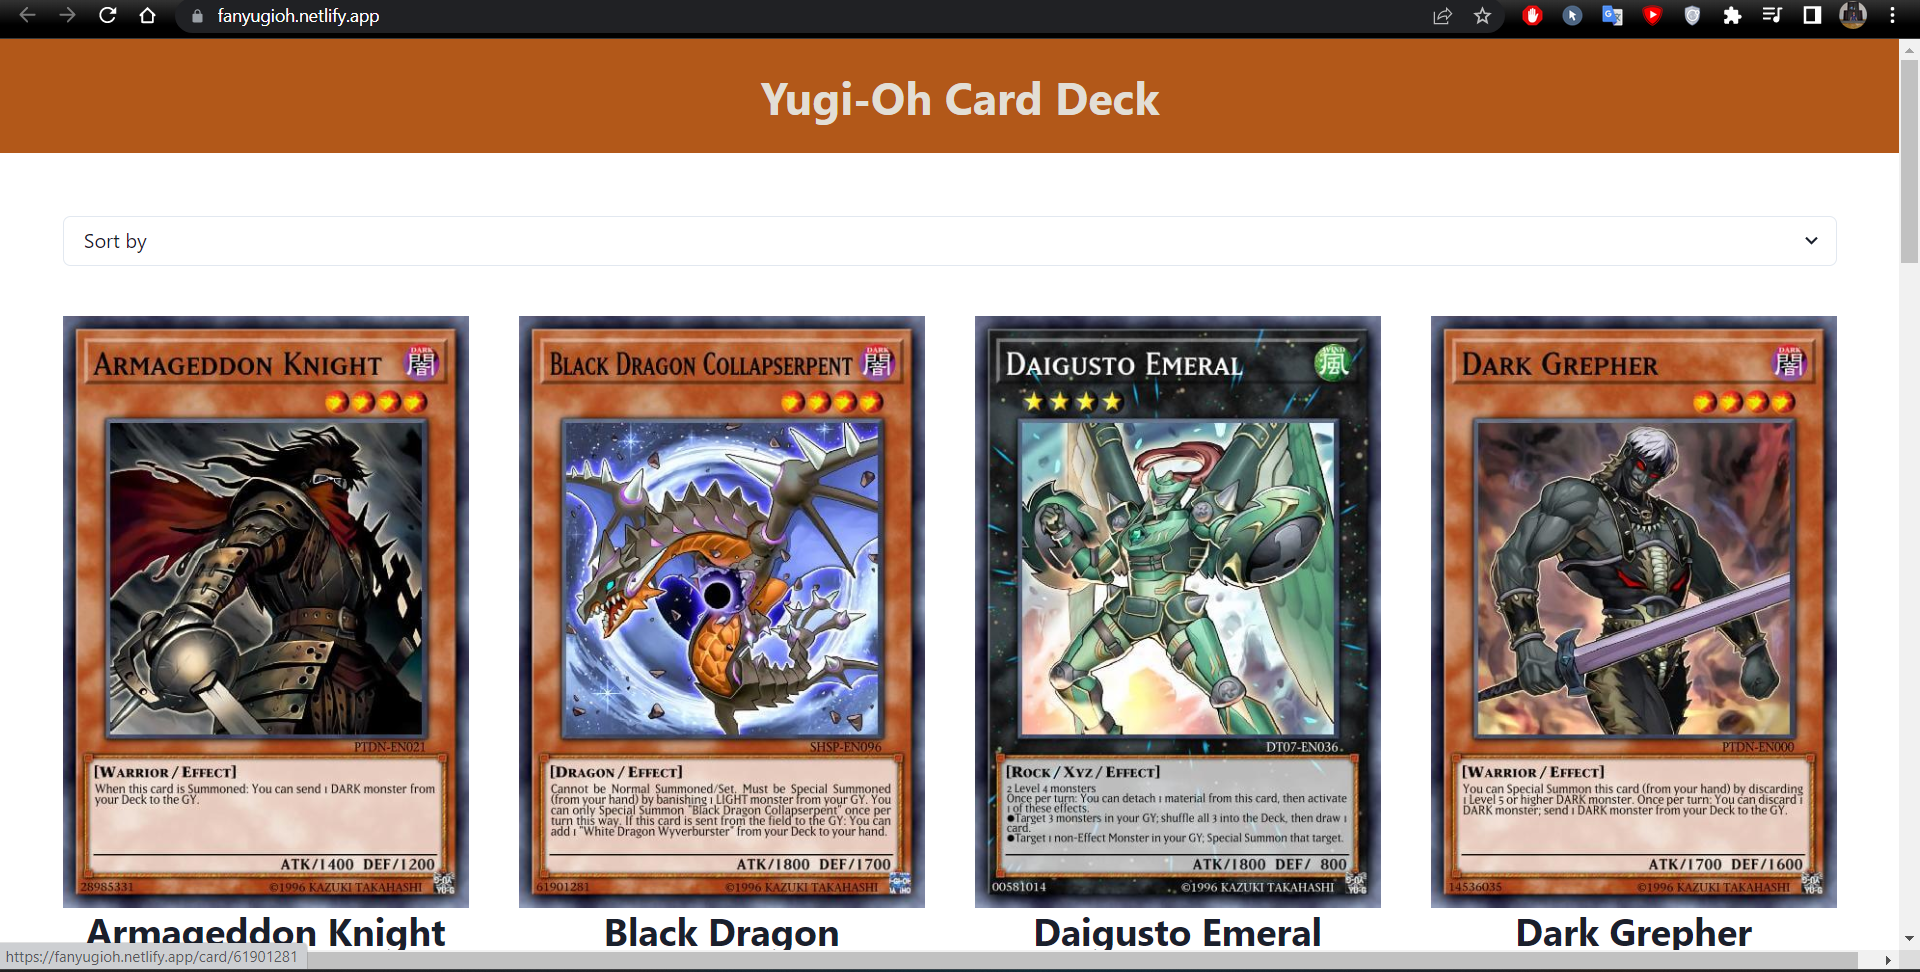 fanyugioh.netlify.app
Yugi-Oh Card Deck
Sort by
ARMAGEDDON KNIGHT
DARK
闇
PTDN-EN021
[WARRIOR / EFFECT]
When this card is Summoned: You can send 1 DARK monster from
your Deck to the GY.
ATK/1400 DEF/1200
28985331
©1996 KAZUKI TAKAHASHI
Armageddon Knight
BLACK DRAGON COLLAPSERPENT
DARK
闇
SHSP-EN096
[DRAGON / EFFECT]
Cannot be Normal Summoned/Set. Must be Special Summoned
(from your hand) by banishing 1 LIGHT monster from your GY. You
can only Special Summon "Black Dragon Collapserpent" once per
turn this way. If this card is sent from the field to the GY: You can
add 1 "White Dragon Wyverburster" from your Deck to your hand.
ATK/1800 DEF/1700
61901281
©1996 KAZUKI TAKAHASHI
Black Dragon
DAIGUSTO EMERAL
WIND
風
DT07-EN036
[ROCK / XYZ / EFFECT]
2 Level 4 monsters
Once per turn: You can detach 1 material from this card, then activate
1 of these effects.
●Target 3 monsters in your GY; shuffle all 3 into the Deck, then draw 1
card.
●Target 1 non-Effect Monster in your GY; Special Summon that target.
ATK/1800 DEF/ 800
00581014
©1996 KAZUKI TAKAHASHI
Daigusto Emeral
DARK GREPHER
DARK
闇
PTDN-EN000
[WARRIOR / EFFECT]
You can Special Summon this card (from your hand) by discarding
1 Level 5 or higher DARK monster. Once per turn: You can discard 1
DARK monster; send 1 DARK monster from your Deck to the GY.
ATK/1700 DEF/1600
14536035
©1996 KAZUKI TAKAHASHI
Dark Grepher
https://fanyugioh.netlify.app/card/61901281